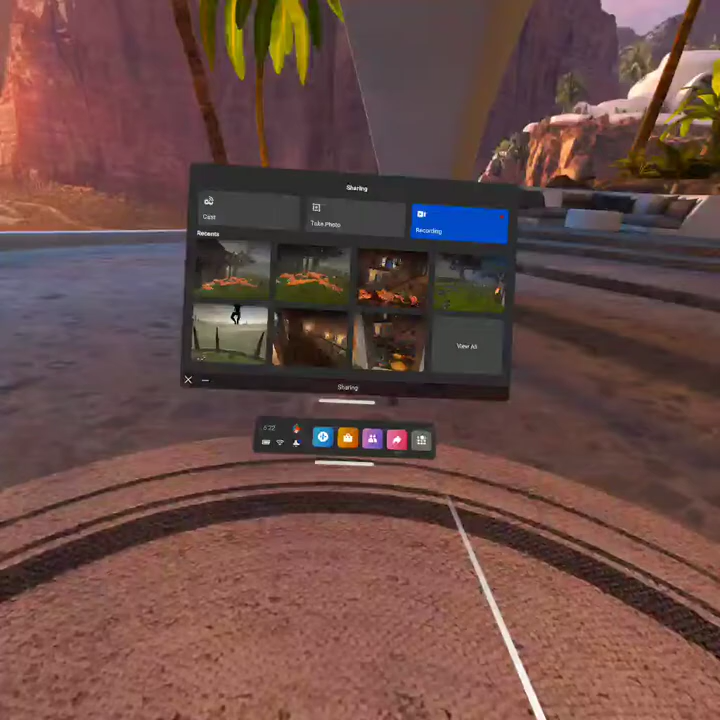 Sharing
Cast
Take Photo
Recording
Recents
View All
Sharing